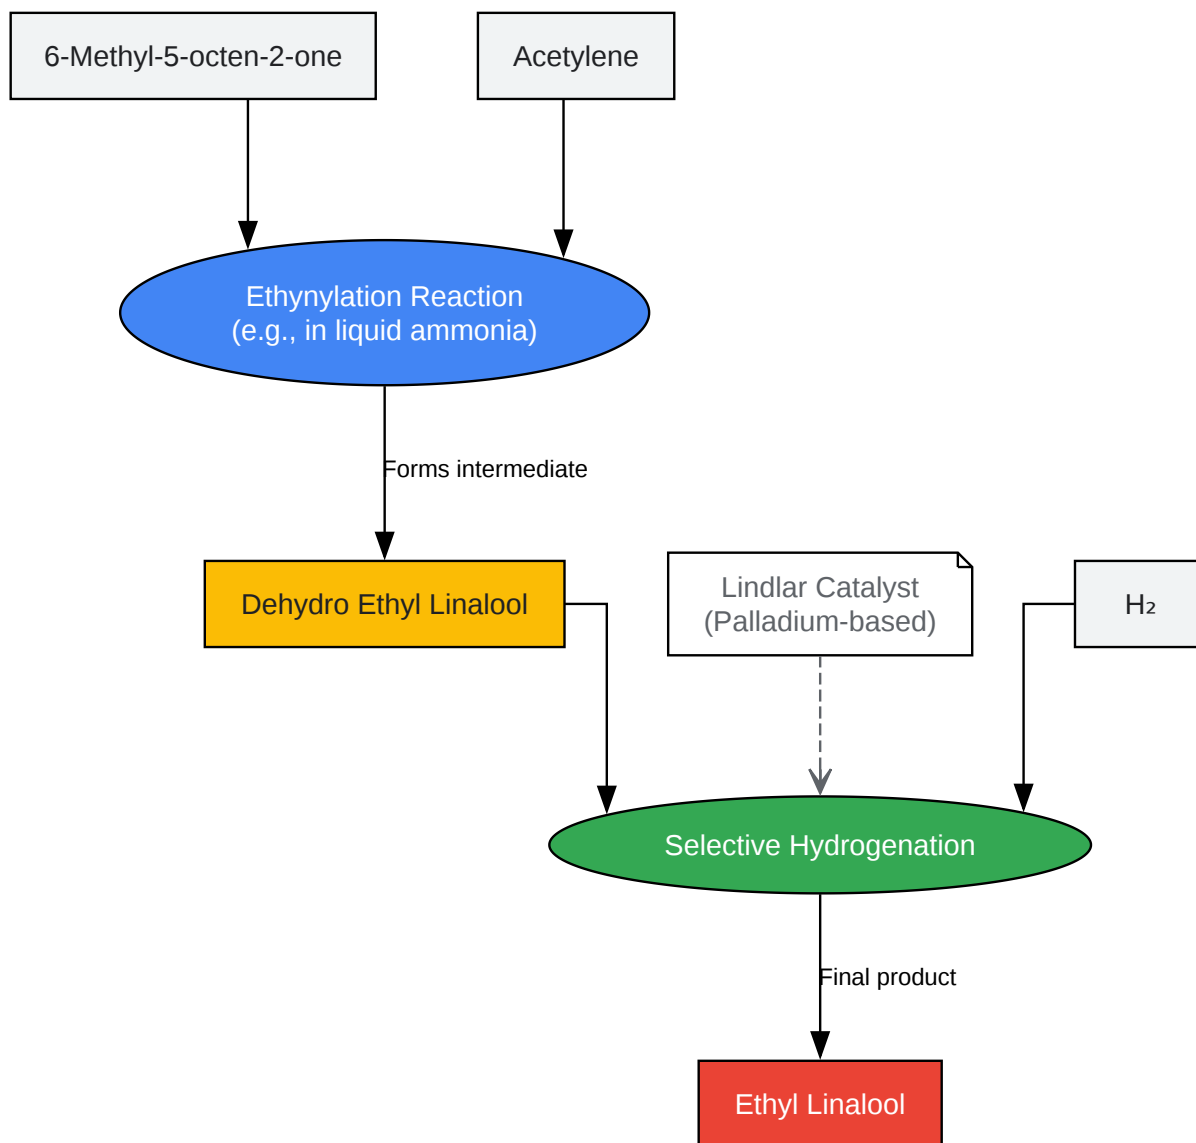 6-Methyl-5-octen-2-one
Acetylene
Ethynylation Reaction
(e.g., in liquid ammonia)
Forms intermediate
Dehydro Ethyl Linalool
Lindlar Catalyst
(Palladium-based)
H₂
Selective Hydrogenation
Final product
Ethyl Linalool